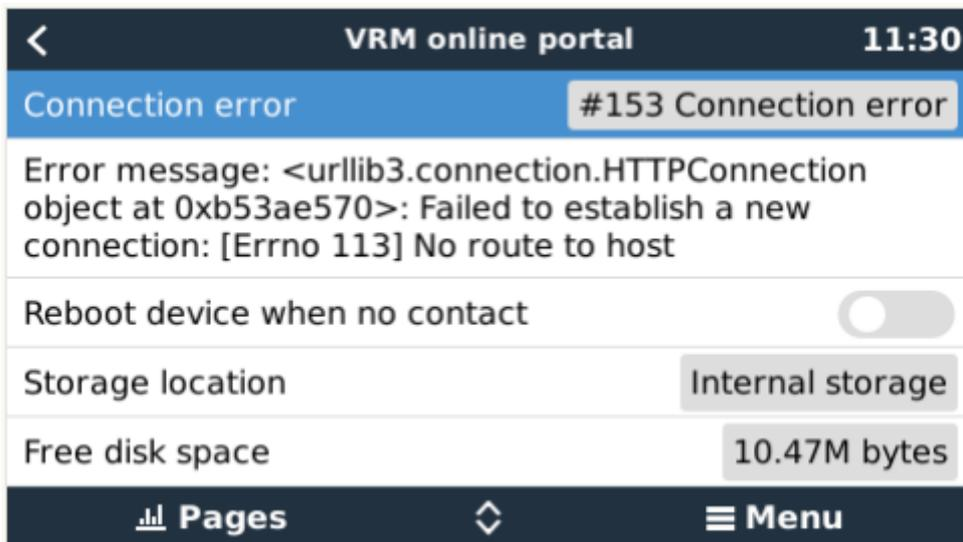 VRM online portal 11:30
Connection error #153 Connection error
Error message: <urllib3.connection.HTTPConnection
object at 0xb53ae570>: Failed to establish a new
connection: [Errno 113] No route to host
Reboot device when no contact
Storage location Internal storage
Free disk space 10.47M bytes
Pages Menu